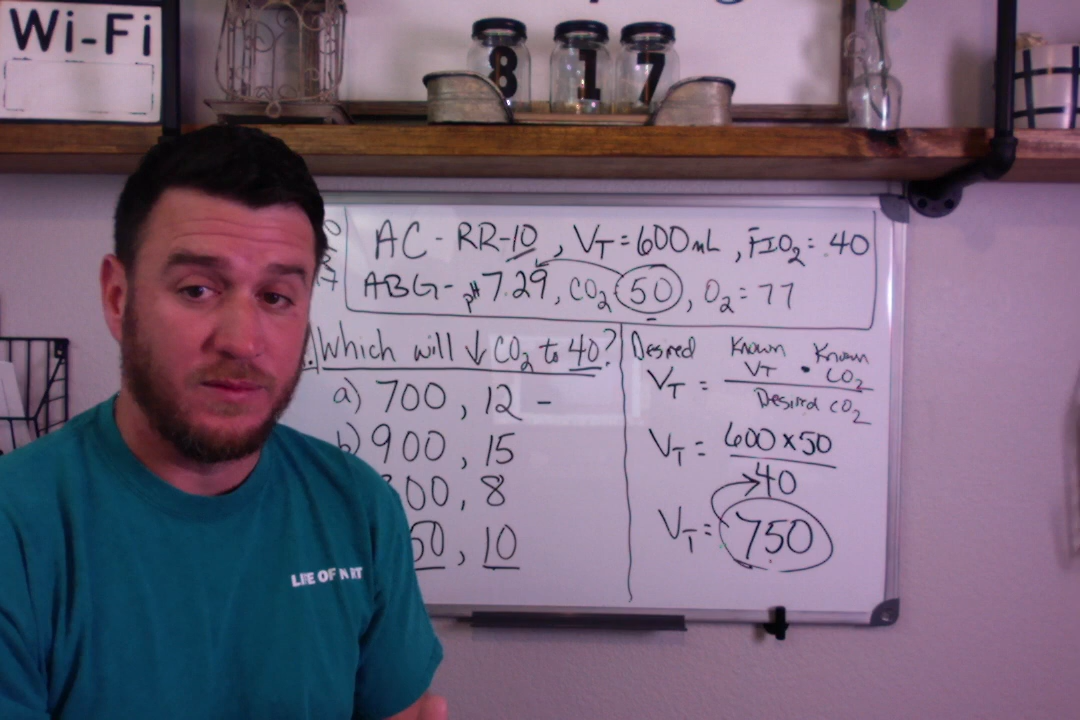 Wi-Fi
8 1 7
AC - RR-10, VT = 600mL, FIO2 = .40
ABG - pH 7.29, CO2 50, O2 = 77
Which will ↓ CO2 to 40?
a) 700, 12 -
b) 900, 15
00, 8
50, 10
Desired VT = Known VT • Known CO2
Desired CO2
VT = 600 x 50
40
VT = 750
LIFE OF